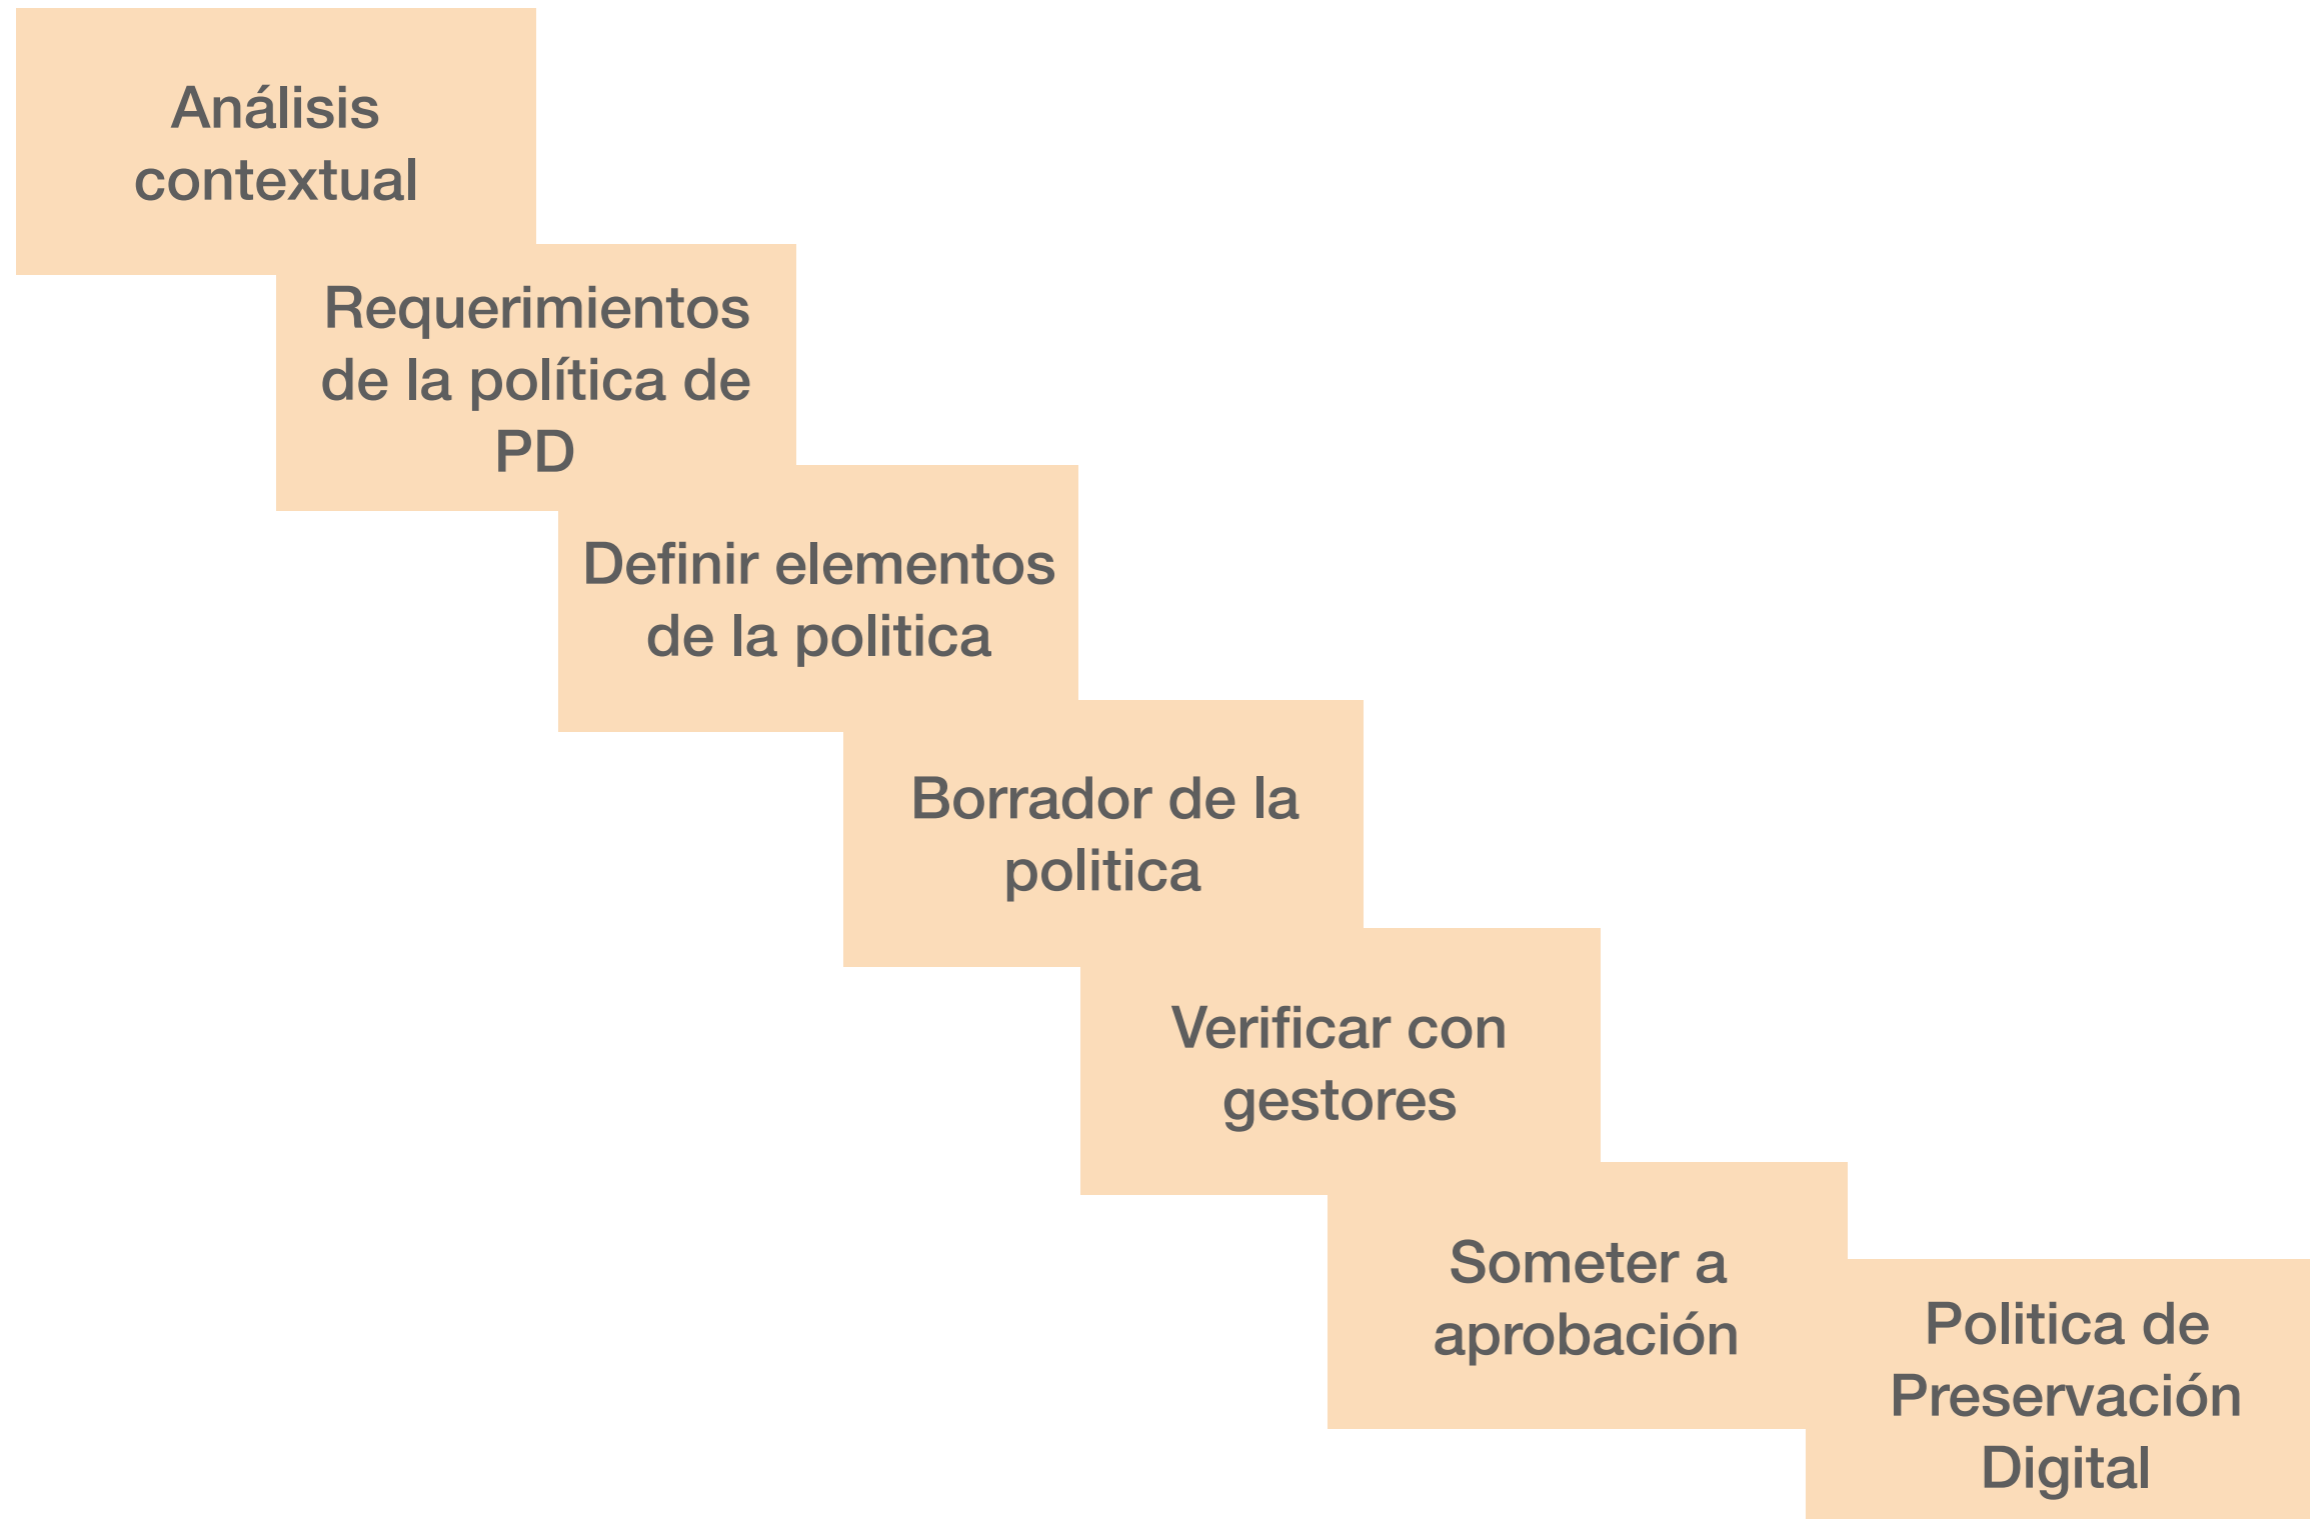 Análisis
contextual
Requerimientos
de la política de
PD
Definir elementos
de la politica
Borrador de la
politica
Verificar con
gestores
Someter a
aprobación
Politica de
Preservación
Digital